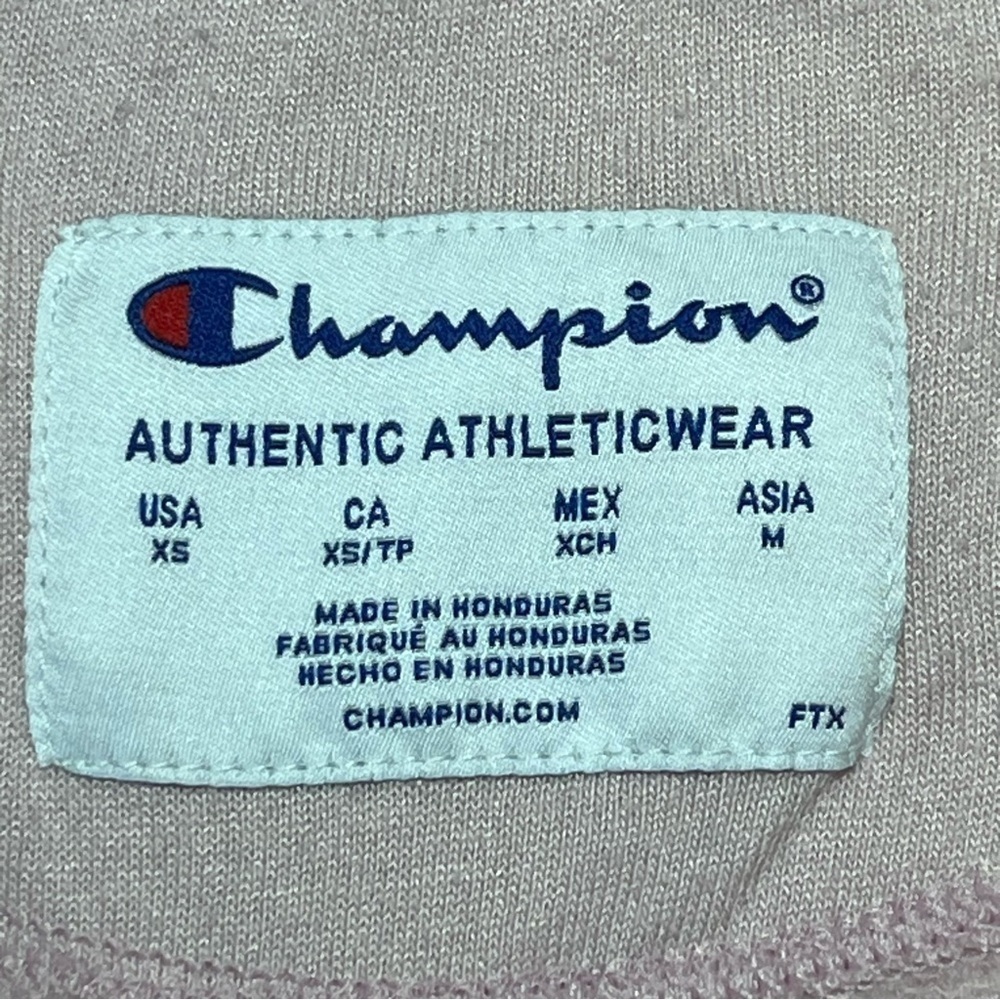 Champion®
AUTHENTIC ATHLETICWEAR
USA CA MEX ASIA
XS XS/TP XCH M
MADE IN HONDURAS
FABRIQUÉ AU HONDURAS
HECHO EN HONDURAS
CHAMPION.COM FTX